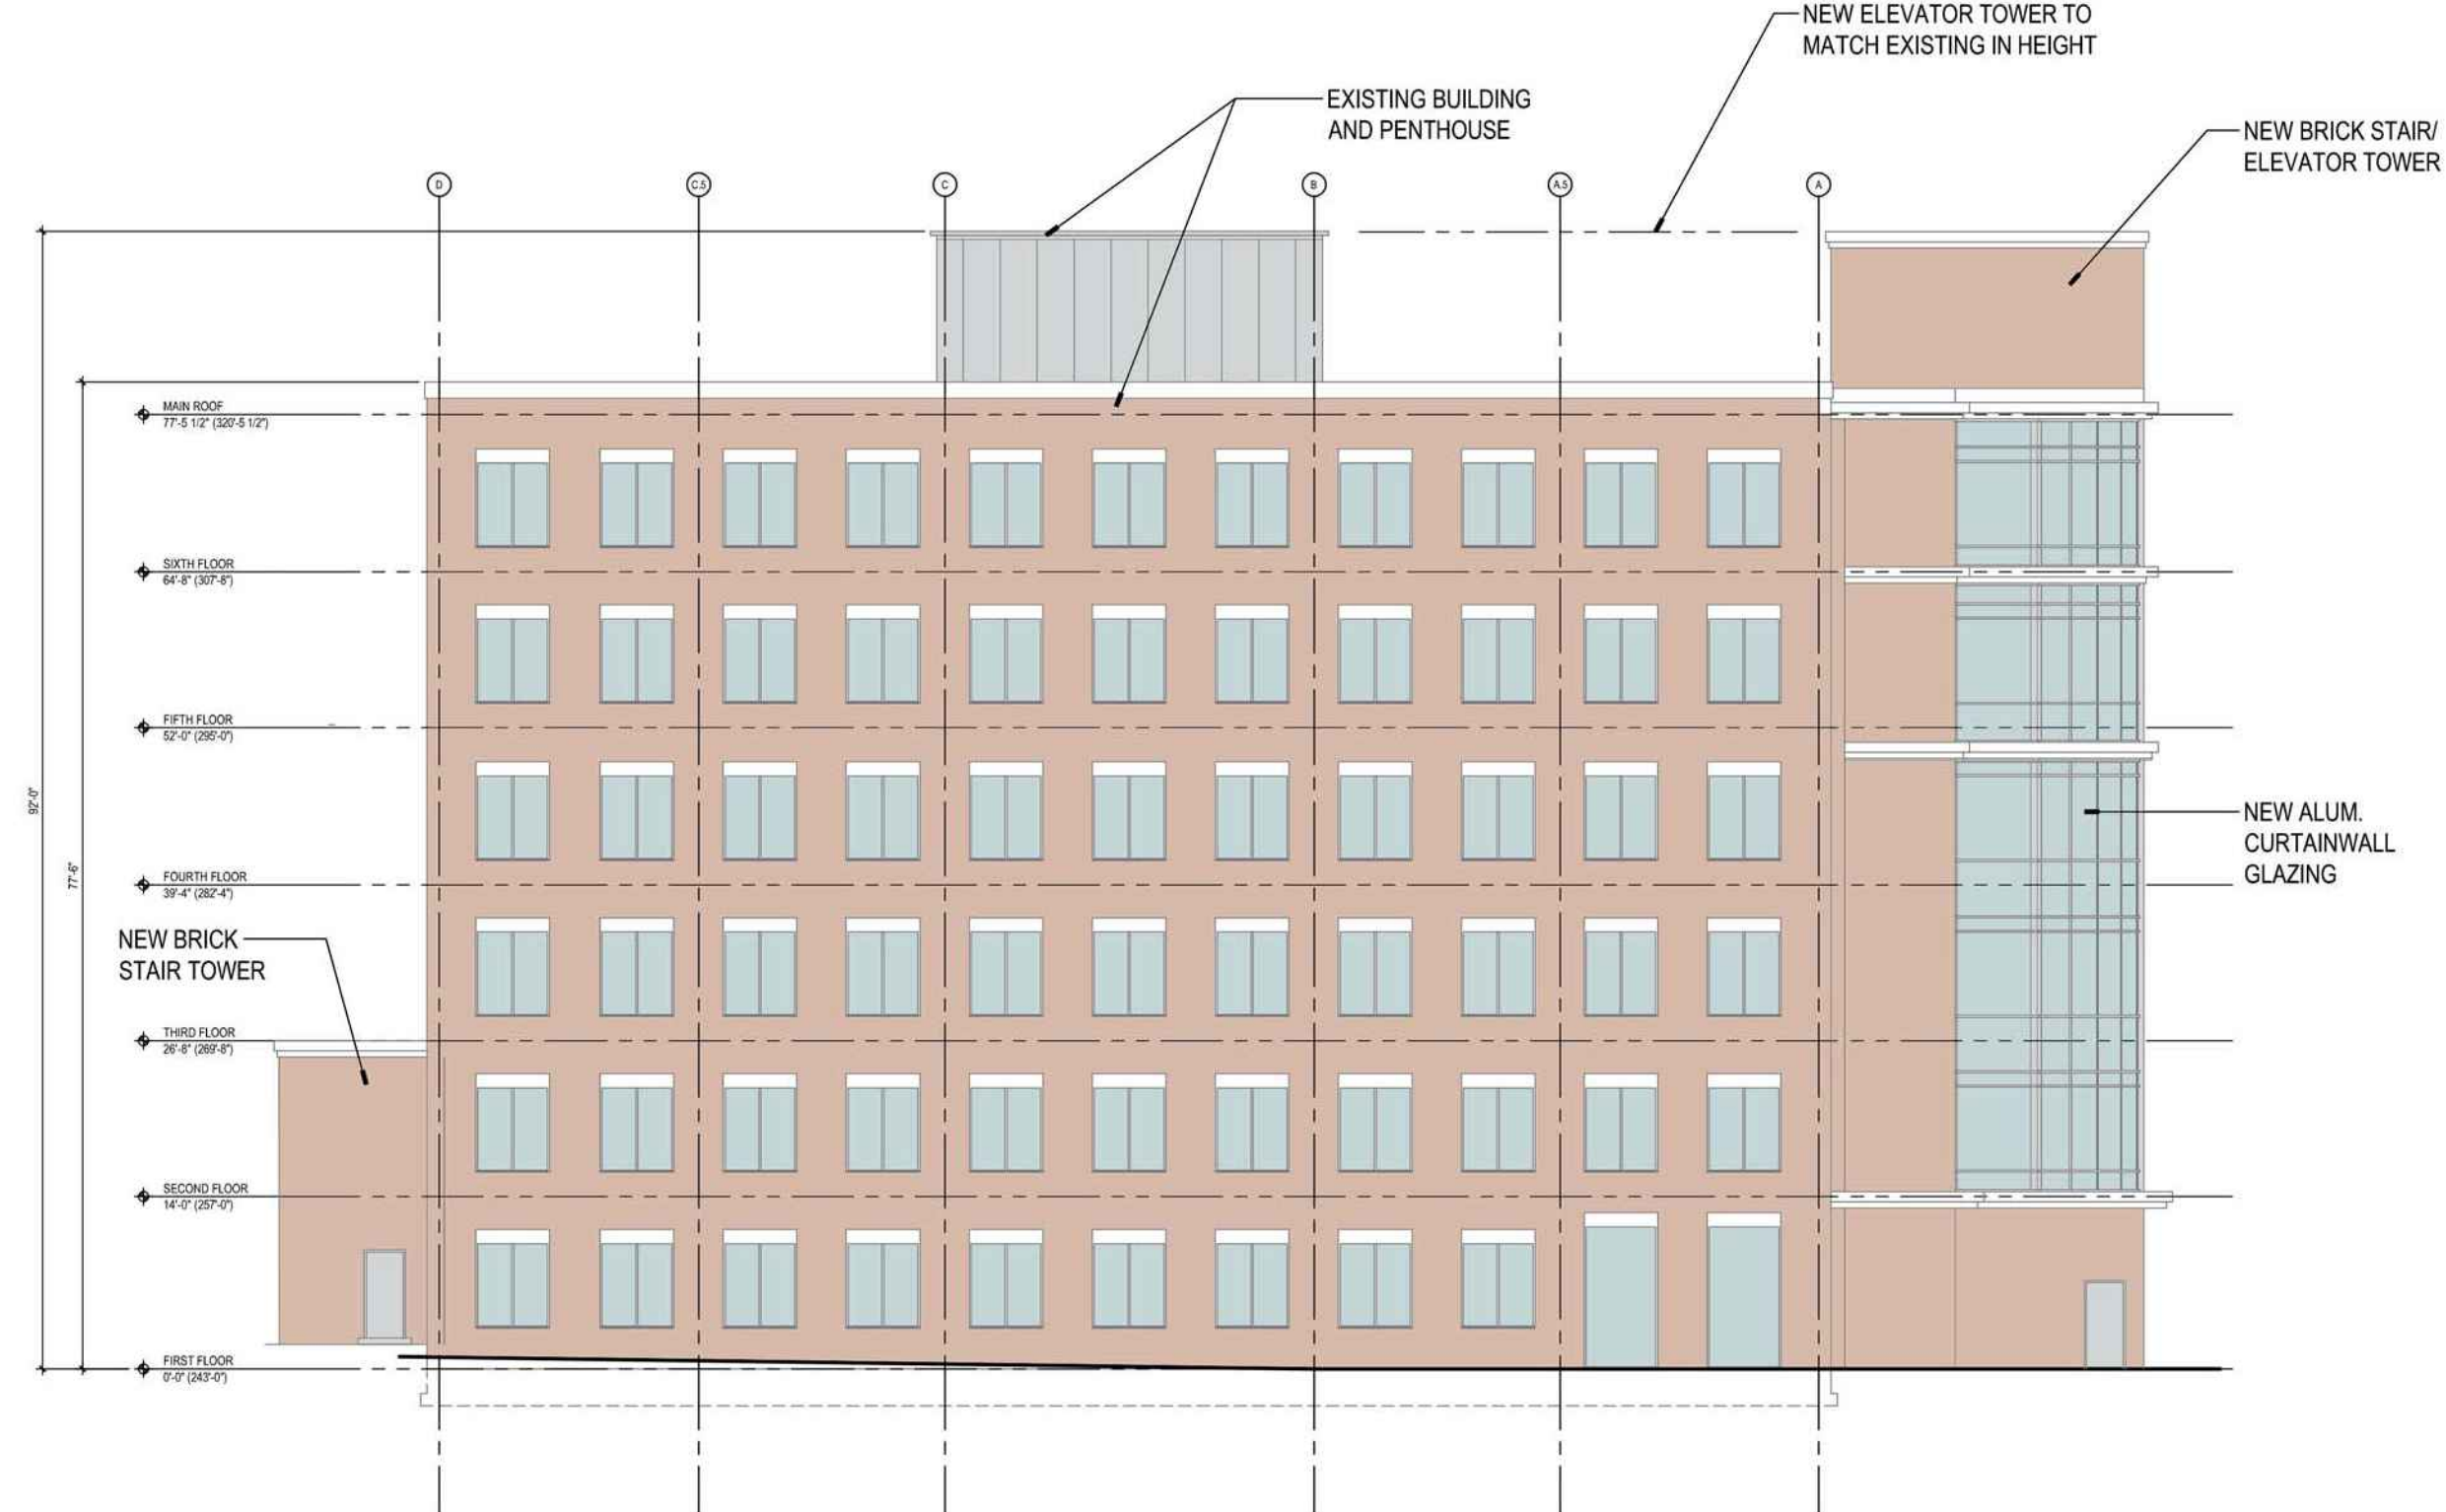 NEW ELEVATOR TOWER TO
MATCH EXISTING IN HEIGHT
EXISTING BUILDING
AND PENTHOUSE
NEW BRICK STAIR/
ELEVATOR TOWER
D
C.5
C
B
A.5
A
MAIN ROOF
77'-5 1/2" (320'-5 1/2")
SIXTH FLOOR
64'-8" (307'-8")
FIFTH FLOOR
52'-0" (295'-0")
92'-0"
77'-6"
NEW ALUM.
CURTAINWALL
GLAZING
FOURTH FLOOR
39'-4" (282'-4")
NEW BRICK
STAIR TOWER
THIRD FLOOR
26'-8" (269'-8")
SECOND FLOOR
14'-0" (257'-0")
FIRST FLOOR
0'-0" (243'-0")